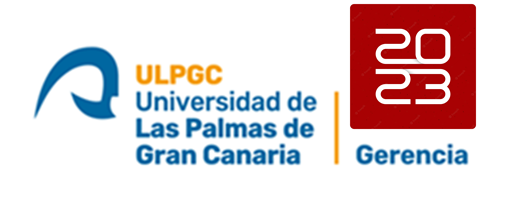 ULPGC
Universidad de
Las Palmas de
Gran Canaria
2023
Gerencia